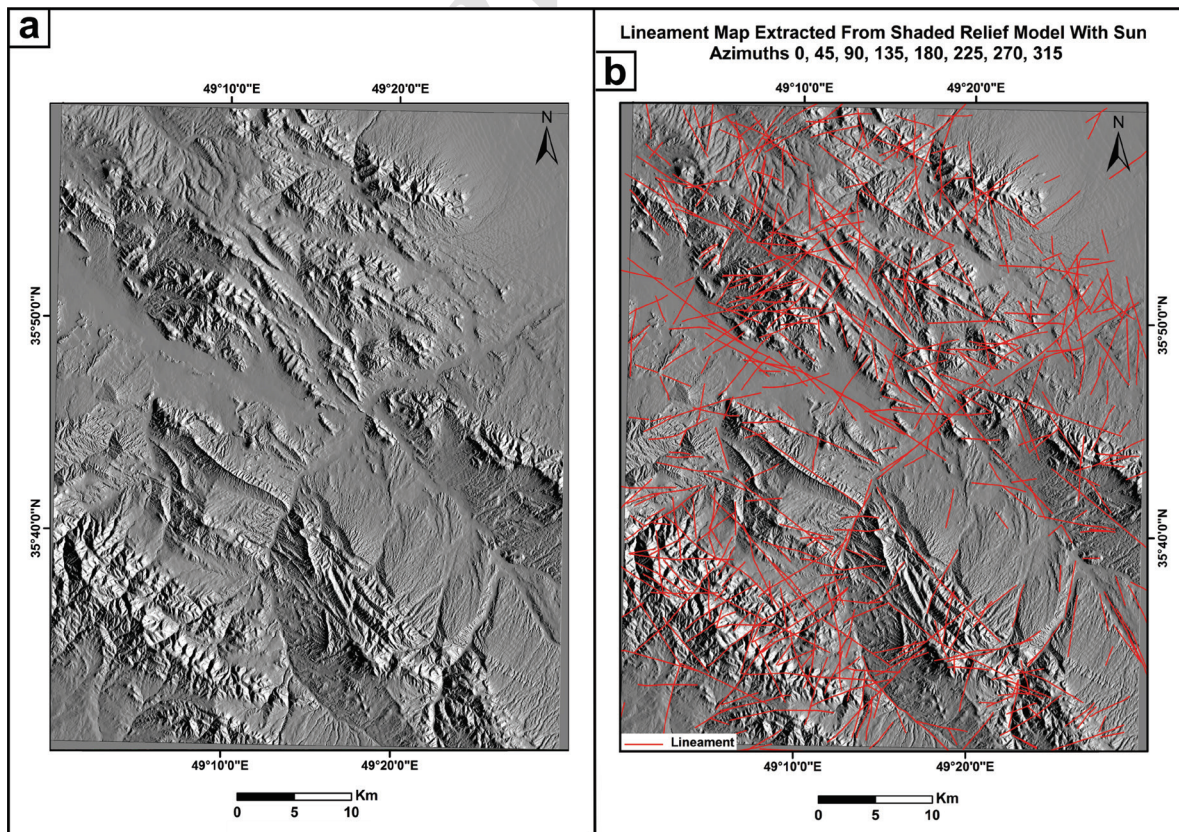 a
49°10'0"E
49°20'0"E
N
35°50'0"N
35°40'0"N
49°10'0"E
49°20'0"E
Km
0 5 10
Lineament Map Extracted From Shaded Relief Model With Sun
Azimuths 0, 45, 90, 135, 180, 225, 270, 315
b
49°10'0"E
49°20'0"E
N
35°50'0"N
35°40'0"N
Lineament
49°10'0"E
49°20'0"E
Km
0 5 10